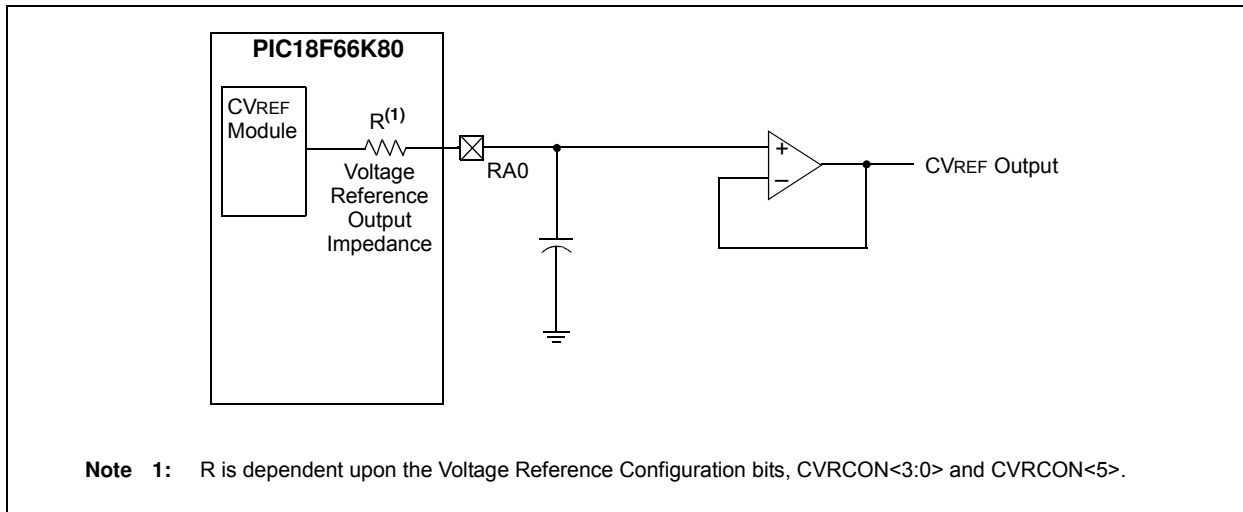 PIC18F66K80
CVREF
Module
R(1)
Voltage
Reference
Output
Impedance
RA0
+
–
CVREF Output
Note 1: R is dependent upon the Voltage Reference Configuration bits, CVRCON<3:0> and CVRCON<5>.